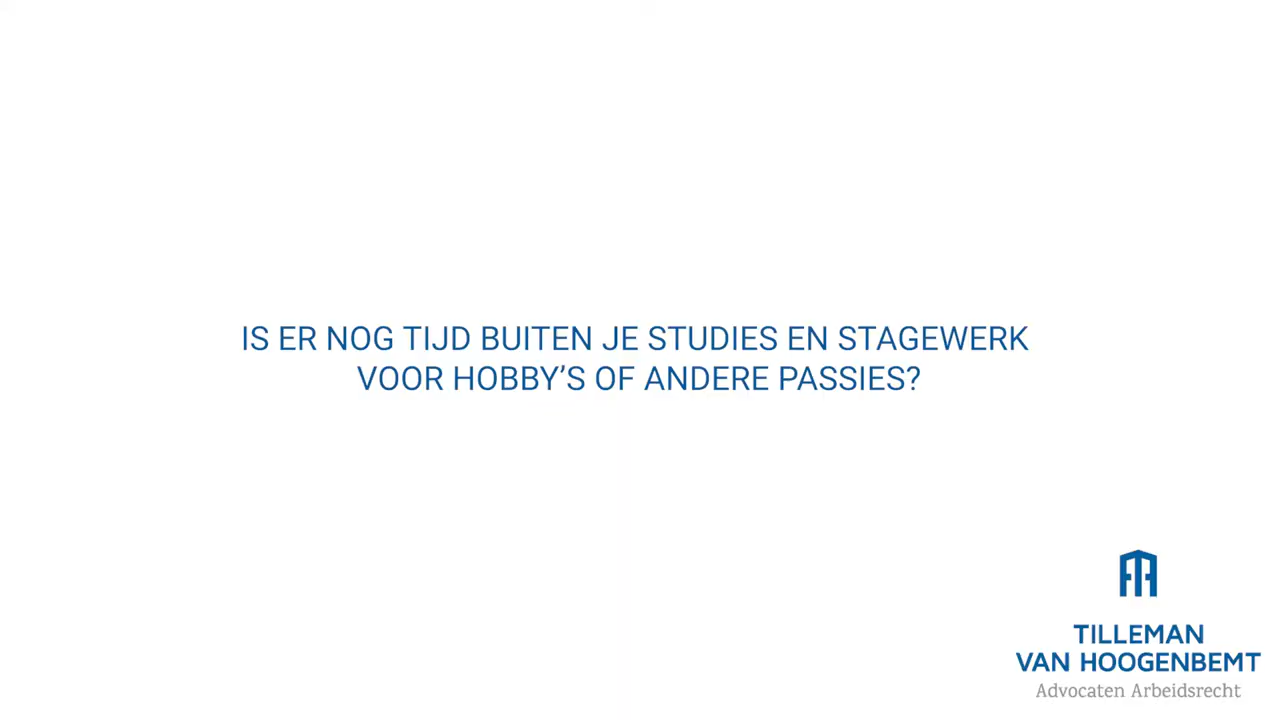 IS ER NOG TIJD BUITEN JE STUDIES EN STAGEWERK
VOOR HOBBY’S OF ANDERE PASSIES?
TILLEMAN
VAN HOOGENBEMT
Advocaten Arbeidsrecht